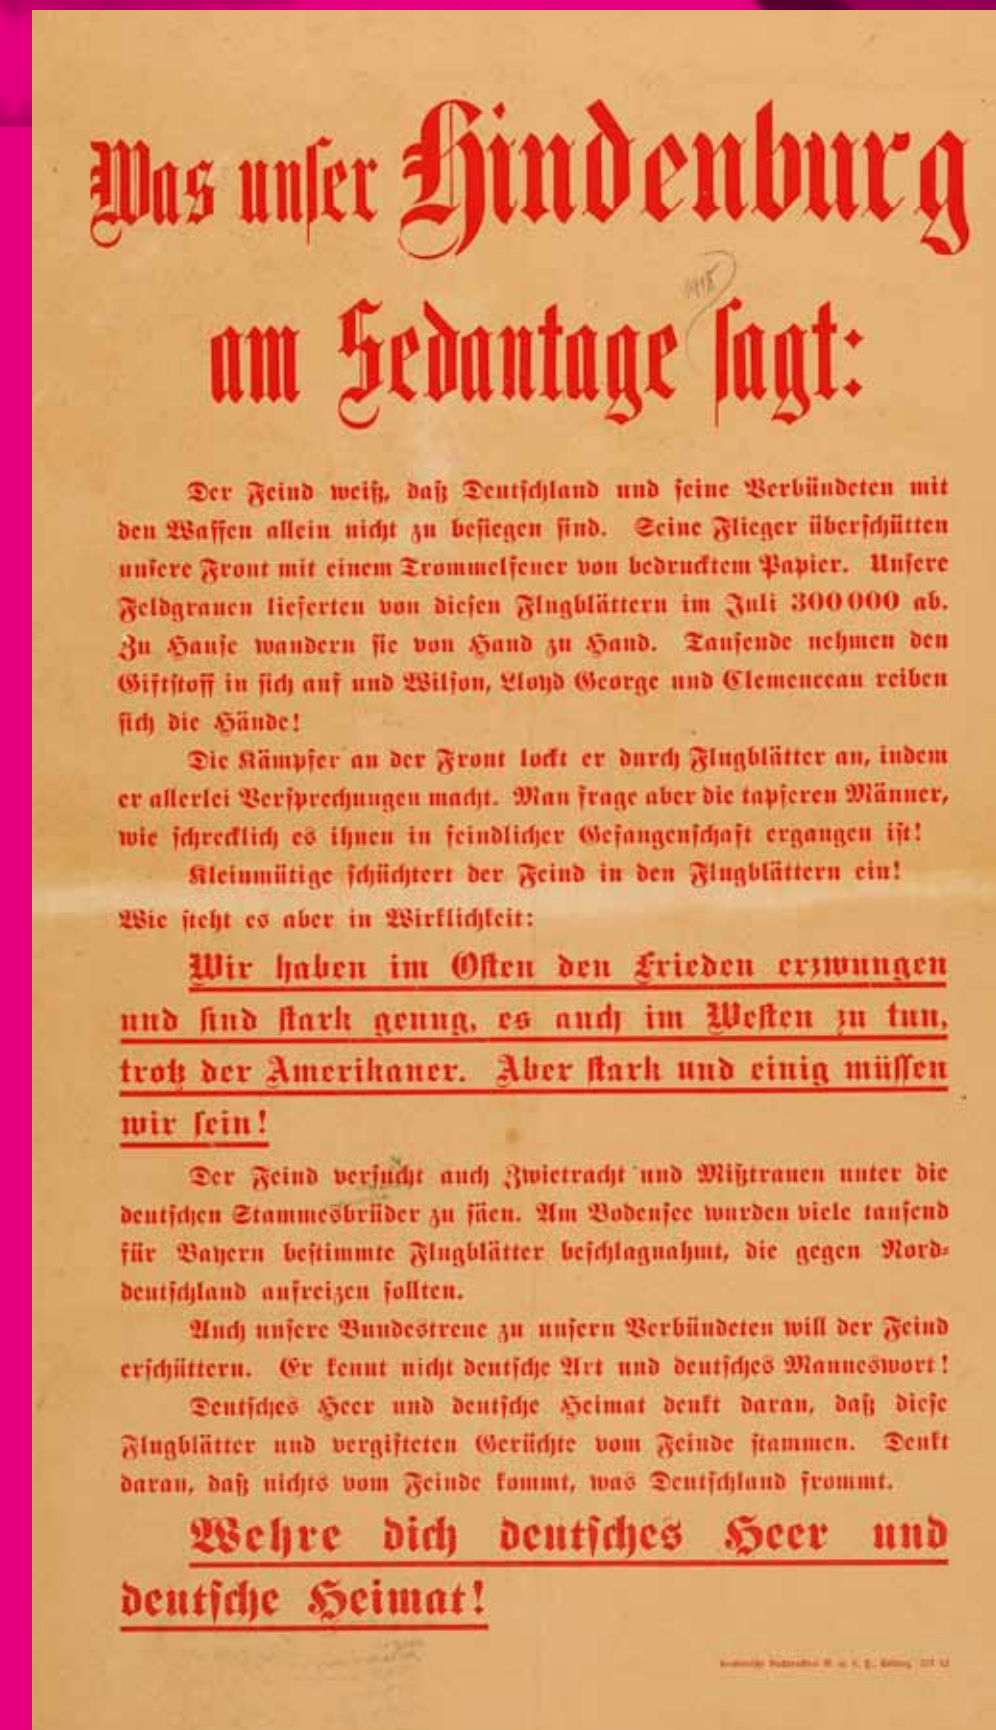 Was unser Hindenburg
1918
am Sedantage sagt:
Der Feind weiß, daß Deutschland und seine Verbündeten mit
den Waffen allein nicht zu besiegen sind. Seine Flieger überschütten
unsere Front mit einem Trommelfeuer von bedrucktem Papier. Unsere
Feldgrauen lieferten von diesen Flugblättern im Juli 300 000 ab.
Zu Hause wandern sie von Hand zu Hand. Tausende nehmen den
Giftstoff in sich auf und Wilson, Lloyd George und Clemenceau reiben
sich die Hände!
Die Kämpfer an der Front lockt er durch Flugblätter an, indem
er allerlei Versprechungen macht. Man frage aber die tapferen Männer,
wie schrecklich es ihnen in feindlicher Gefangenschaft ergangen ist!
Kleinmütige schüchtert der Feind in den Flugblättern ein!
Wie steht es aber in Wirklichkeit:
Wir haben im Osten den Frieden erzwungen
und sind stark genug, es auch im Westen zu tun,
trotz der Amerikaner. Aber stark und einig müssen
wir sein!
Der Feind versucht auch Zwietracht und Mißtrauen unter die
deutschen Stammesbrüder zu säen. Am Bodensee wurden viele tausend
für Bayern bestimmte Flugblätter beschlagnahmt, die gegen Nord-
deutschland aufreizen sollten.
Auch unsere Bundestreue zu unsern Verbündeten will der Feind
erschüttern. Er kennt nicht deutsche Art und deutsches Manneswort!
Deutsches Heer und deutsche Heimat denkt daran, daß diese
Flugblätter und vergifteten Gerüchte vom Feinde stammen. Denkt
daran, daß nichts vom Feinde kommt, was Deutschland frommt.
Wehre dich deutsches Heer und
deutsche Heimat!